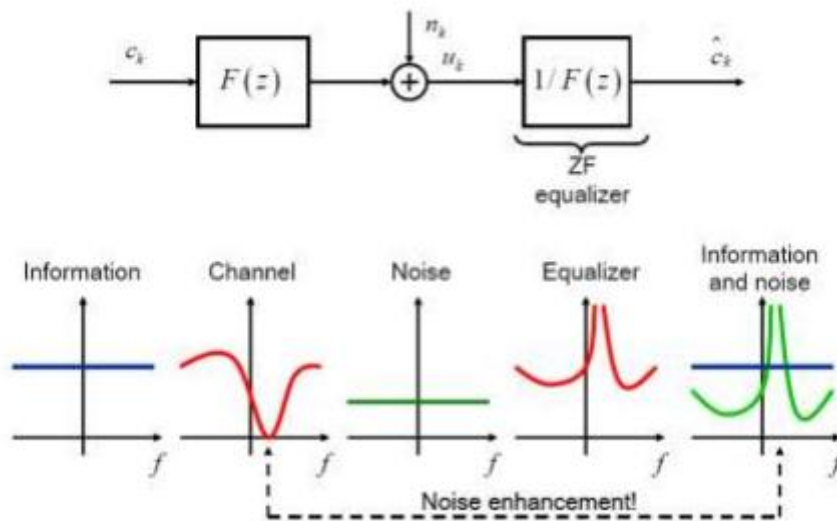 n_k
c_k
F(z)
u_k
1/F(z)
ĉ_k
ZF
equalizer
Information
Channel
Noise
Equalizer
Information
and noise
f
f
f
f
f
Noise enhancement!